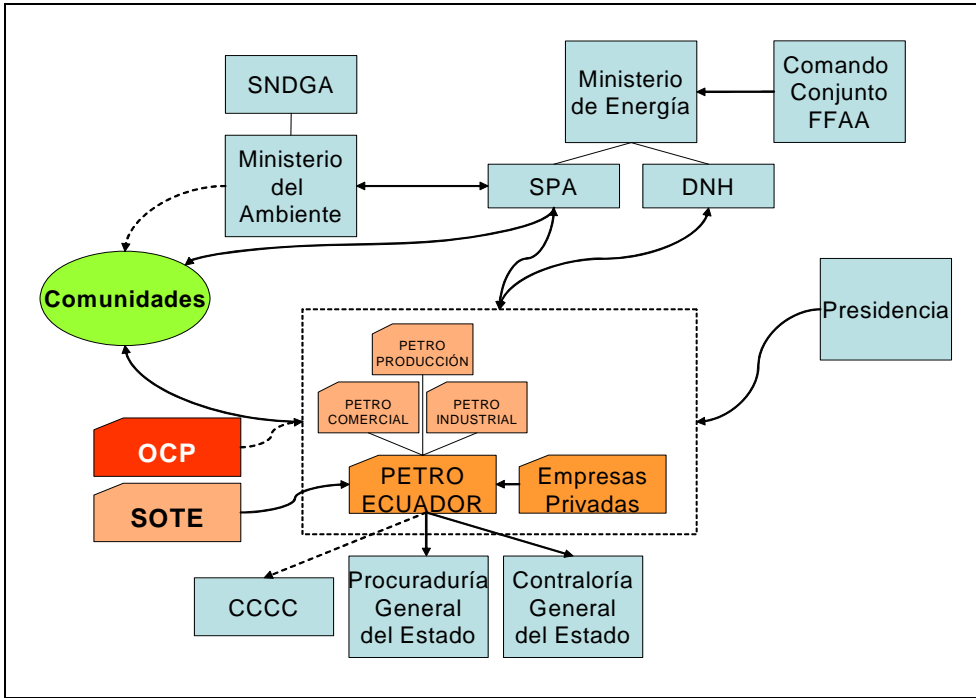 SNDGA
Ministerio
de Energía
Comando
Conjunto
FFAA
Ministerio
del
Ambiente
SPA
DNH
Comunidades
Presidencia
PETRO
PRODUCCIÓN
PETRO
COMERCIAL
PETRO
INDUSTRIAL
OCP
SOTE
PETRO
ECUADOR
Empresas
Privadas
CCCC
Procuraduría
General
del Estado
Contraloría
General
del Estado